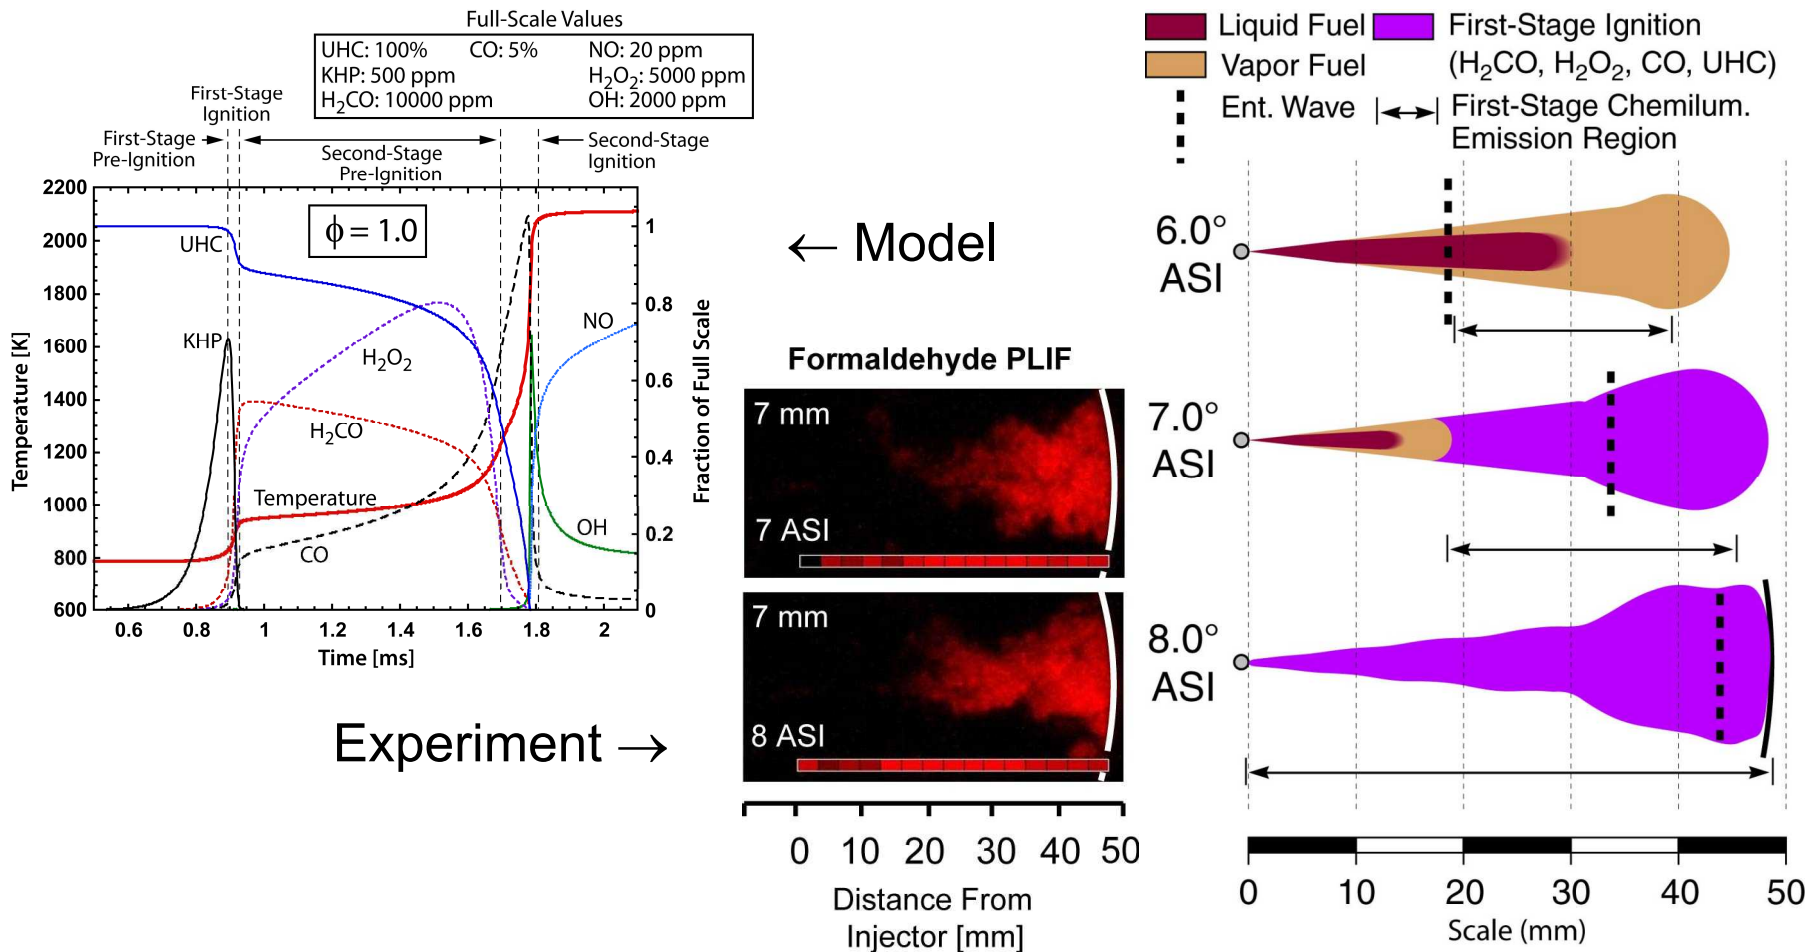 Full-Scale Values
UHC: 100% CO: 5% NO: 20 ppm
KHP: 500 ppm H₂O₂: 5000 ppm
H₂CO: 10000 ppm OH: 2000 ppm
First-Stage
Ignition
First-Stage
Pre-Ignition
Second-Stage
Pre-Ignition
Second-Stage
Ignition
2200
2000
1800
1600
1400
1200
1000
800
600
Temperature [K]
ϕ = 1.0
UHC
KHP
H₂O₂
H₂CO
Temperature
CO
NO
OH
1
0.8
0.6
0.4
0.2
0
Fraction of Full Scale
0.6 0.8 1 1.2 1.4 1.6 1.8 2
Time [ms]
← Model
Experiment →
Formaldehyde PLIF
7 mm
7 ASI
7 mm
8 ASI
0 10 20 30 40 50
Distance From
Injector [mm]
Liquid Fuel
Vapor Fuel
First-Stage Ignition
(H₂CO, H₂O₂, CO, UHC)
Ent. Wave
First-Stage Chemilum.
Emission Region
6.0°
ASI
7.0°
ASI
8.0°
ASI
0 10 20 30 40 50
Scale (mm)